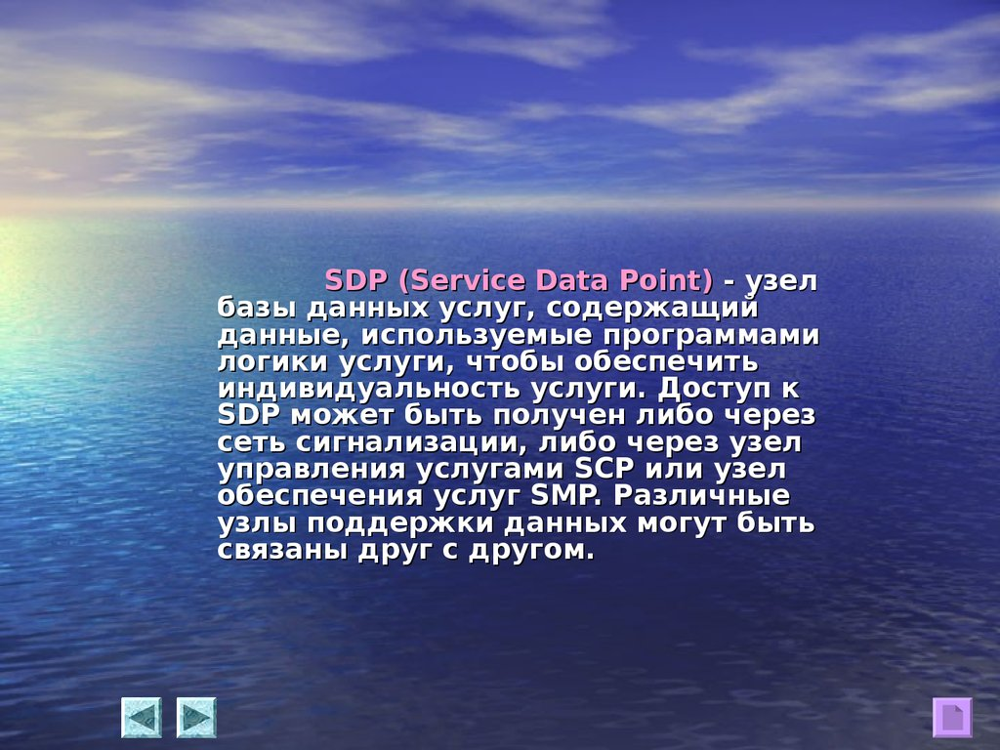 SDP (Service Data Point) - узел
базы данных услуг, содержащий
данные, используемые программами
логики услуги, чтобы обеспечить
индивидуальность услуги. Доступ к
SDP может быть получен либо через
сеть сигнализации, либо через узел
управления услугами SCP или узел
обеспечения услуг SMP. Различные
узлы поддержки данных могут быть
связаны друг с другом.